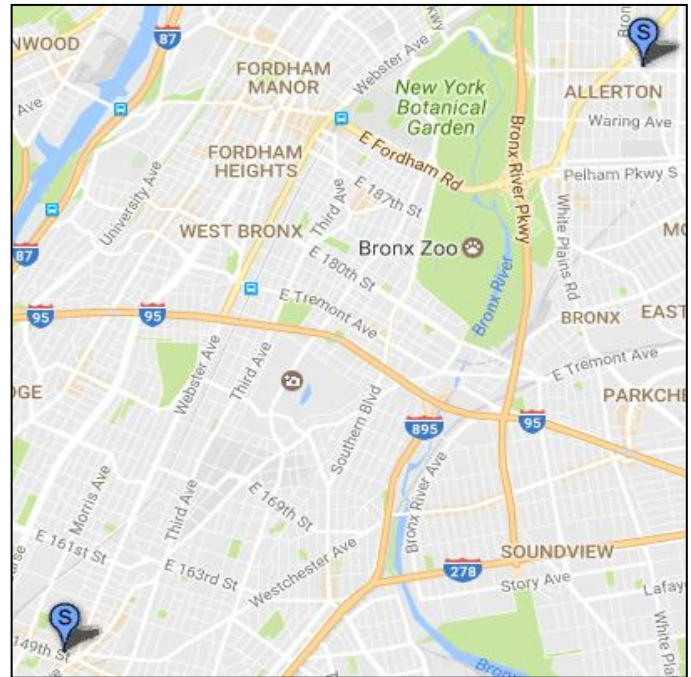 NWOOD
87
FORDHAM
MANOR
Webster Ave
Pkwy
Bron
S
ALLERTON
New York
Botanical
Garden
Waring Ave
Ave
E Fordham Rd
Bronx River Pkwy
Pelham Pkwy S
FORDHAM
HEIGHTS
University Ave
Third Ave
E 187th St
White Plains Rd
WEST BRONX
Bronx Zoo
MO
87
E 180th St
Bronx River
95
95
E Tremont Ave
BRONX
EAST
Webster Ave
Third Ave
E Tremont Ave
DGE
PARKCHE
Southern Blvd
895
95
Morris Ave
Third Ave
E 169th St
Bronx River Ave
E 161st St
E 163rd St
Westchester Ave
SOUNDVIEW
278
Story Ave
Lafay
S
149th St
White Pla
Bronx